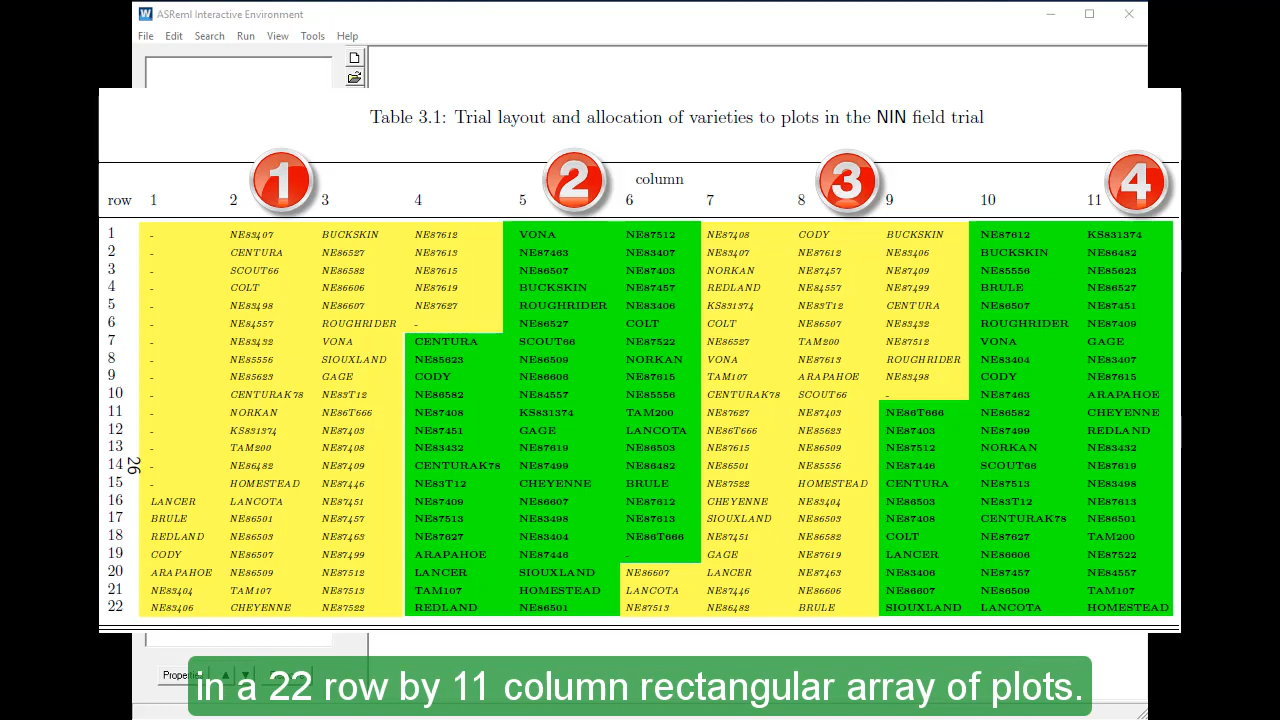 ASReml Interactive Environment
File Edit Search Run View Tools Help
Table 3.1: Trial layout and allocation of varieties to plots in the NIN field trial
1 2 3 4
column
row 1 2 3 4 5 6 7 8 9 10 11
1 - NE83407 BUCKSKIN NE87612 VONA NE87512 NE87408 CODY BUCKSKIN NE87612 KS831374
2 - CENTURA NE86527 NE87613 NE87463 NE83407 NE83407 NE87612 NE83406 BUCKSKIN NE86482
3 - SCOUT66 NE86582 NE87615 NE86507 NE87403 NORKAN NE87457 NE87409 NE85556 NE85623
4 - COLT NE86606 NE87619 BUCKSKIN NE87457 REDLAND NE84557 NE87499 BRULE NE86527
5 - NE83498 NE86607 NE87627 ROUGHRIDER NE83406 KS831374 NE83T12 CENTURA NE86507 NE87451
6 - NE84557 ROUGHRIDER - NE86527 COLT COLT NE86507 NE83432 ROUGHRIDER NE87409
7 - NE83432 VONA CENTURA SCOUT66 NE87522 NE86527 TAM200 NE87512 VONA GAGE
8 - NE85556 SIOUXLAND NE85623 NE86509 NORKAN VONA NE87613 ROUGHRIDER NE83404 NE83407
9 - NE85623 GAGE CODY NE86606 NE87615 TAM107 ARAPAHOE NE83498 CODY NE87615
10 - CENTURAK78 NE83T12 NE86582 NE84557 NE85556 CENTURAK78 SCOUT66 - NE87463 ARAPAHOE
11 - NORKAN NE86T666 NE87408 KS831374 TAM200 NE87627 NE87403 NE86T666 NE86582 CHEYENNE
12 - KS831374 NE87403 NE87451 GAGE LANCOTA NE86T666 NE85623 NE87403 NE87499 REDLAND
13 - TAM200 NE87408 NE83432 NE87619 NE86503 NE87615 NE86509 NE87512 NORKAN NE83432
14 - NE86482 NE87409 CENTURAK78 NE87499 NE86482 NE86501 NE85556 NE87446 SCOUT66 NE87619
15 - HOMESTEAD NE87446 NE83T12 CHEYENNE BRULE NE87522 HOMESTEAD CENTURA NE87513 NE83498
16 LANCER LANCOTA NE87451 NE87409 NE86607 NE87612 CHEYENNE NE83404 NE86503 NE83T12 NE87613
17 BRULE NE86501 NE87457 NE87513 NE83498 NE87613 SIOUXLAND NE86503 NE87408 CENTURAK78 NE86501
18 REDLAND NE86503 NE87463 NE87627 NE83404 NE86T666 NE87451 NE86582 COLT NE87627 TAM200
19 CODY NE86507 NE87499 ARAPAHOE NE87446 - GAGE NE87619 LANCER NE86606 NE87522
20 ARAPAHOE NE86509 NE87512 LANCER SIOUXLAND NE86607 LANCER NE87463 NE83406 NE87457 NE84557
21 NE83404 TAM107 NE87513 TAM107 HOMESTEAD LANCOTA NE87446 NE86606 NE86607 NE86509 TAM107
22 NE83406 CHEYENNE NE87522 REDLAND NE86501 NE87513 NE86482 BRULE SIOUXLAND LANCOTA HOMESTEAD
26
in a 22 row by 11 column rectangular array of plots.